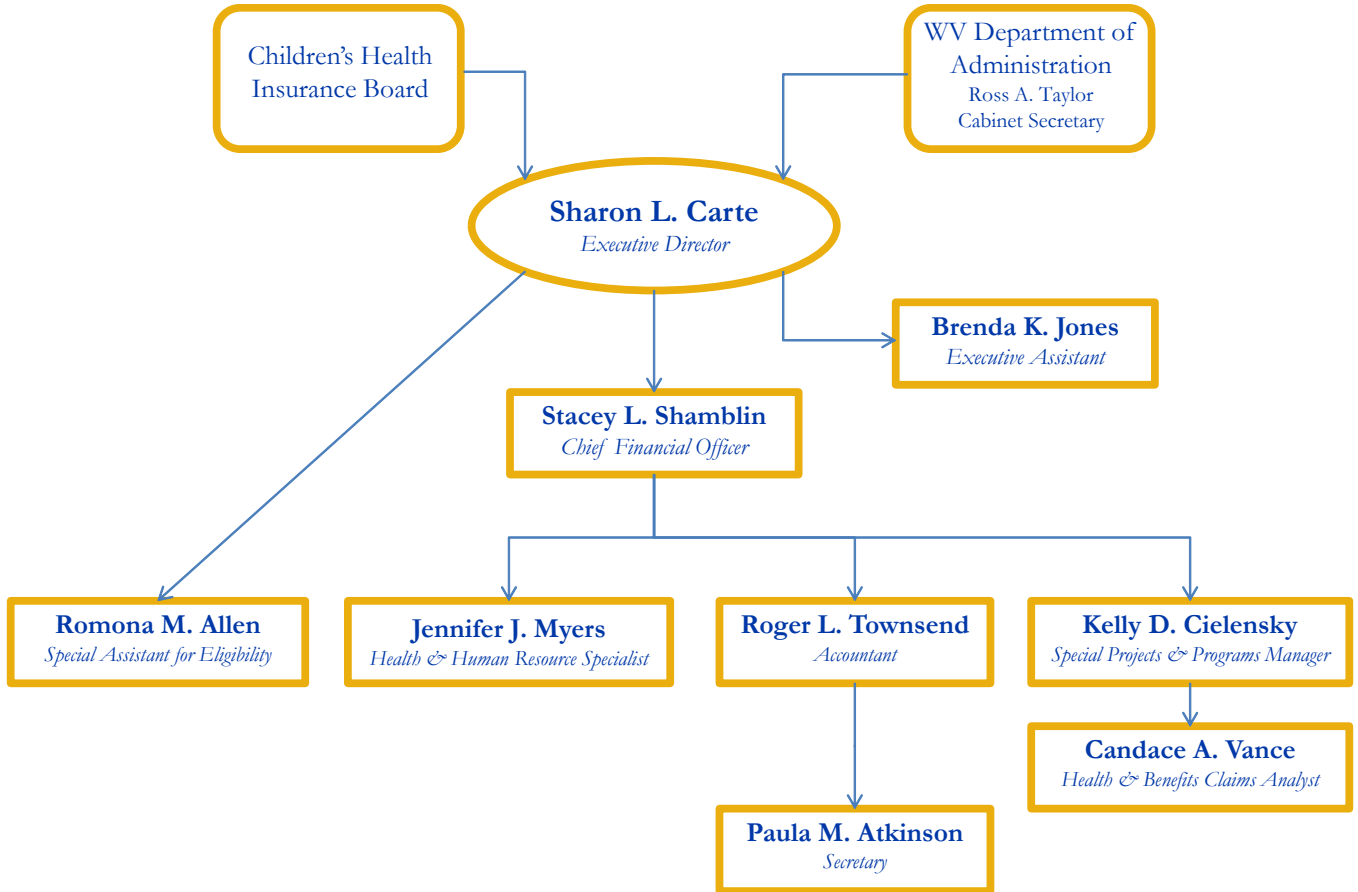 Children’s Health
Insurance Board
WV Department of
Administration
Ross A. Taylor
Cabinet Secretary
Sharon L. Carte
Executive Director
Brenda K. Jones
Executive Assistant
Stacey L. Shamblin
Chief Financial Officer
Romona M. Allen
Special Assistant for Eligibility
Jennifer J. Myers
Health & Human Resource Specialist
Roger L. Townsend
Accountant
Kelly D. Cielensky
Special Projects & Programs Manager
Candace A. Vance
Health & Benefits Claims Analyst
Paula M. Atkinson
Secretary